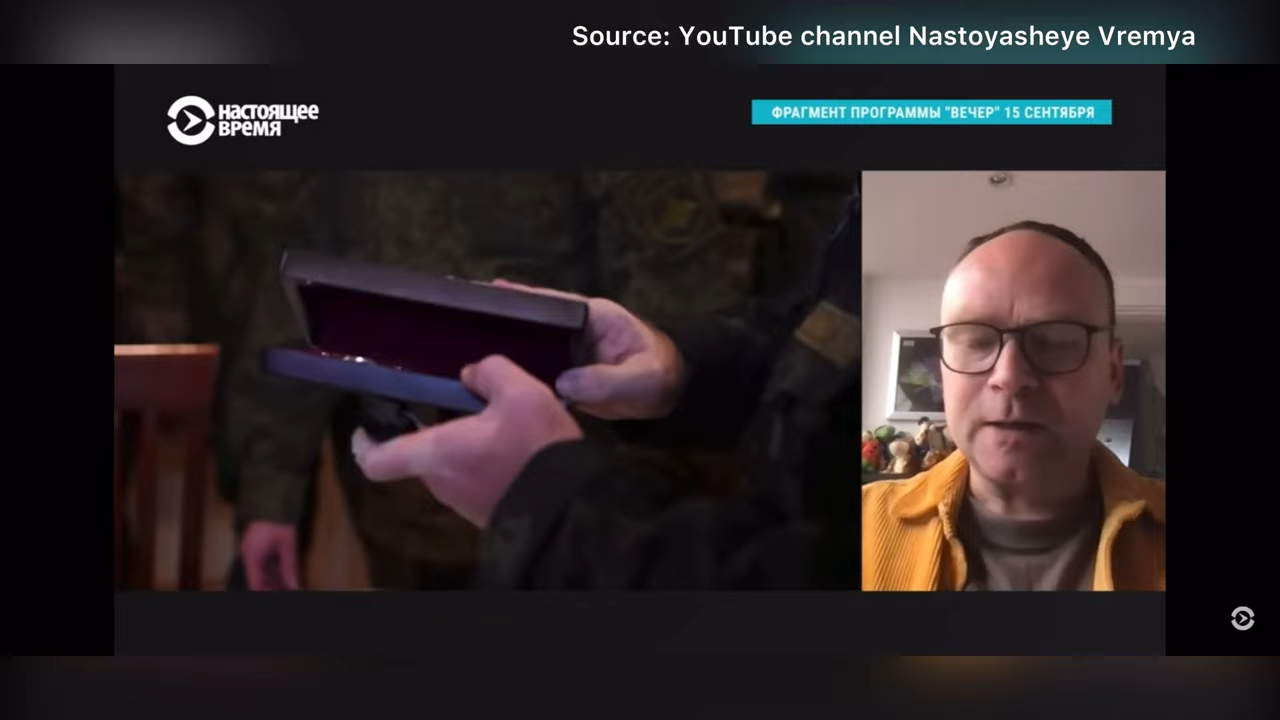 Source: YouTube channel Nastoyasheye Vremya
НАСТОЯЩЕЕ
ВРЕМЯ
ФРАГМЕНТ ПРОГРАММЫ "ВЕЧЕР" 15 СЕНТЯБРЯ